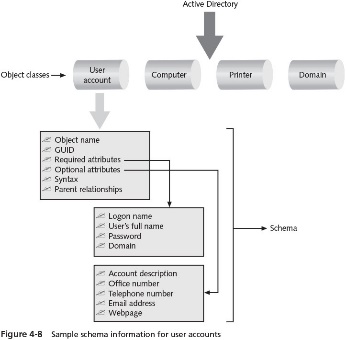 Active Directory
Object classes
User
account
Computer
Printer
Domain
Object name
GUID
Required attributes
Optional attributes
Syntax
Parent relationships
Logon name
User's full name
Password
Domain
Schema
Account description
Office number
Telephone number
Email address
Webpage
Figure 4-8 Sample schema information for user accounts